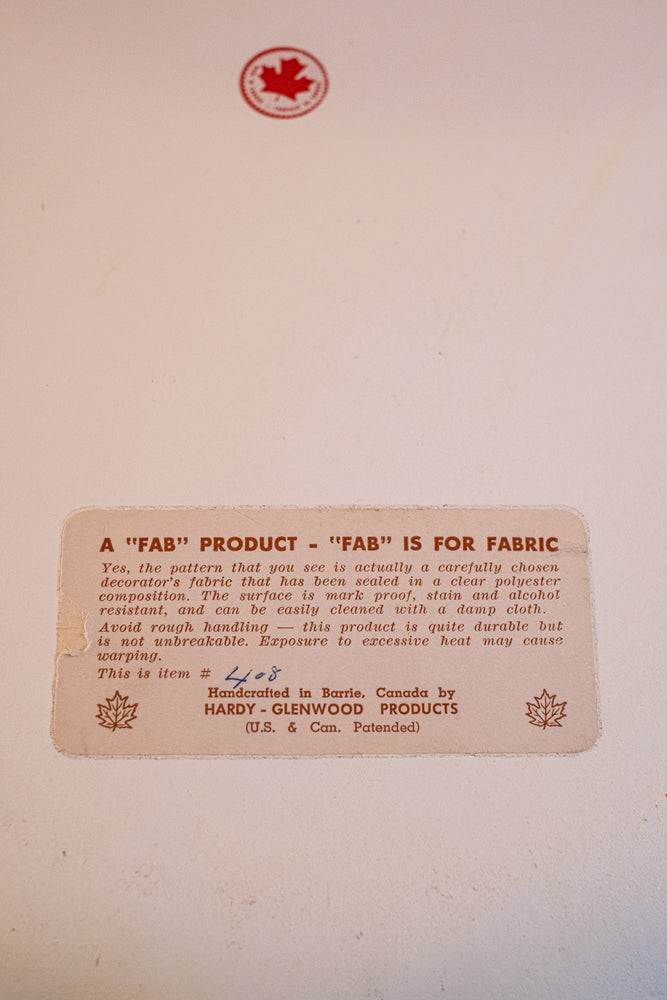 A "FAB" PRODUCT - "FAB" IS FOR FABRIC
Yes, the pattern that you see is actually a carefully chosen
decorator's fabric that has been sealed in a clear polyester
composition. The surface is mark proof, stain and alcohol
resistant, and can be easily cleaned with a damp cloth.
Avoid rough handling — this product is quite durable but
is not unbreakable. Exposure to excessive heat may cause
warping.
This is item # 408
Handcrafted in Barrie, Canada by
HARDY - GLENWOOD PRODUCTS
(U.S. & Can. Patented)